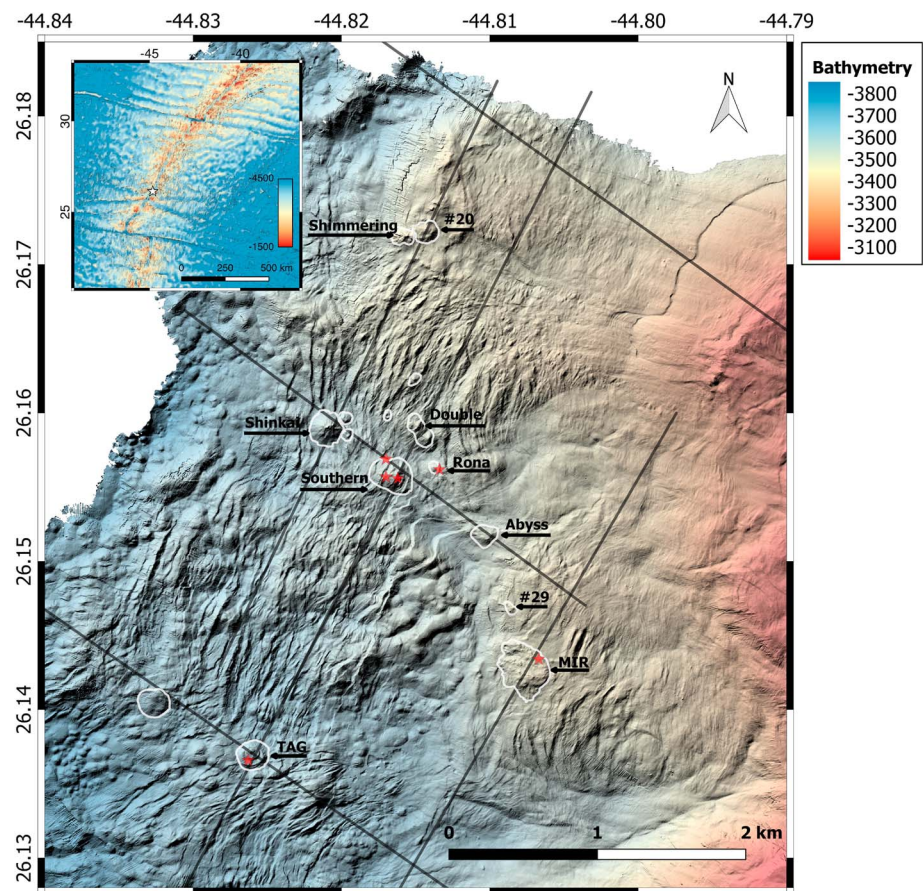 -44.84 -44.83 -44.82 -44.81 -44.80 -44.79
-45 -40
Bathymetry
-3800
-3600
-3500
-3400
-3300
-3200
-3100
N
26.18
30
-4500
25
-1500
0 250 500 km
Shimmering
#20
26.17
26.16
Shinkai
Double
Southern
Rona
26.15
Abyss
#29
MIR
26.14
TAG
0 1 2 km
26.13